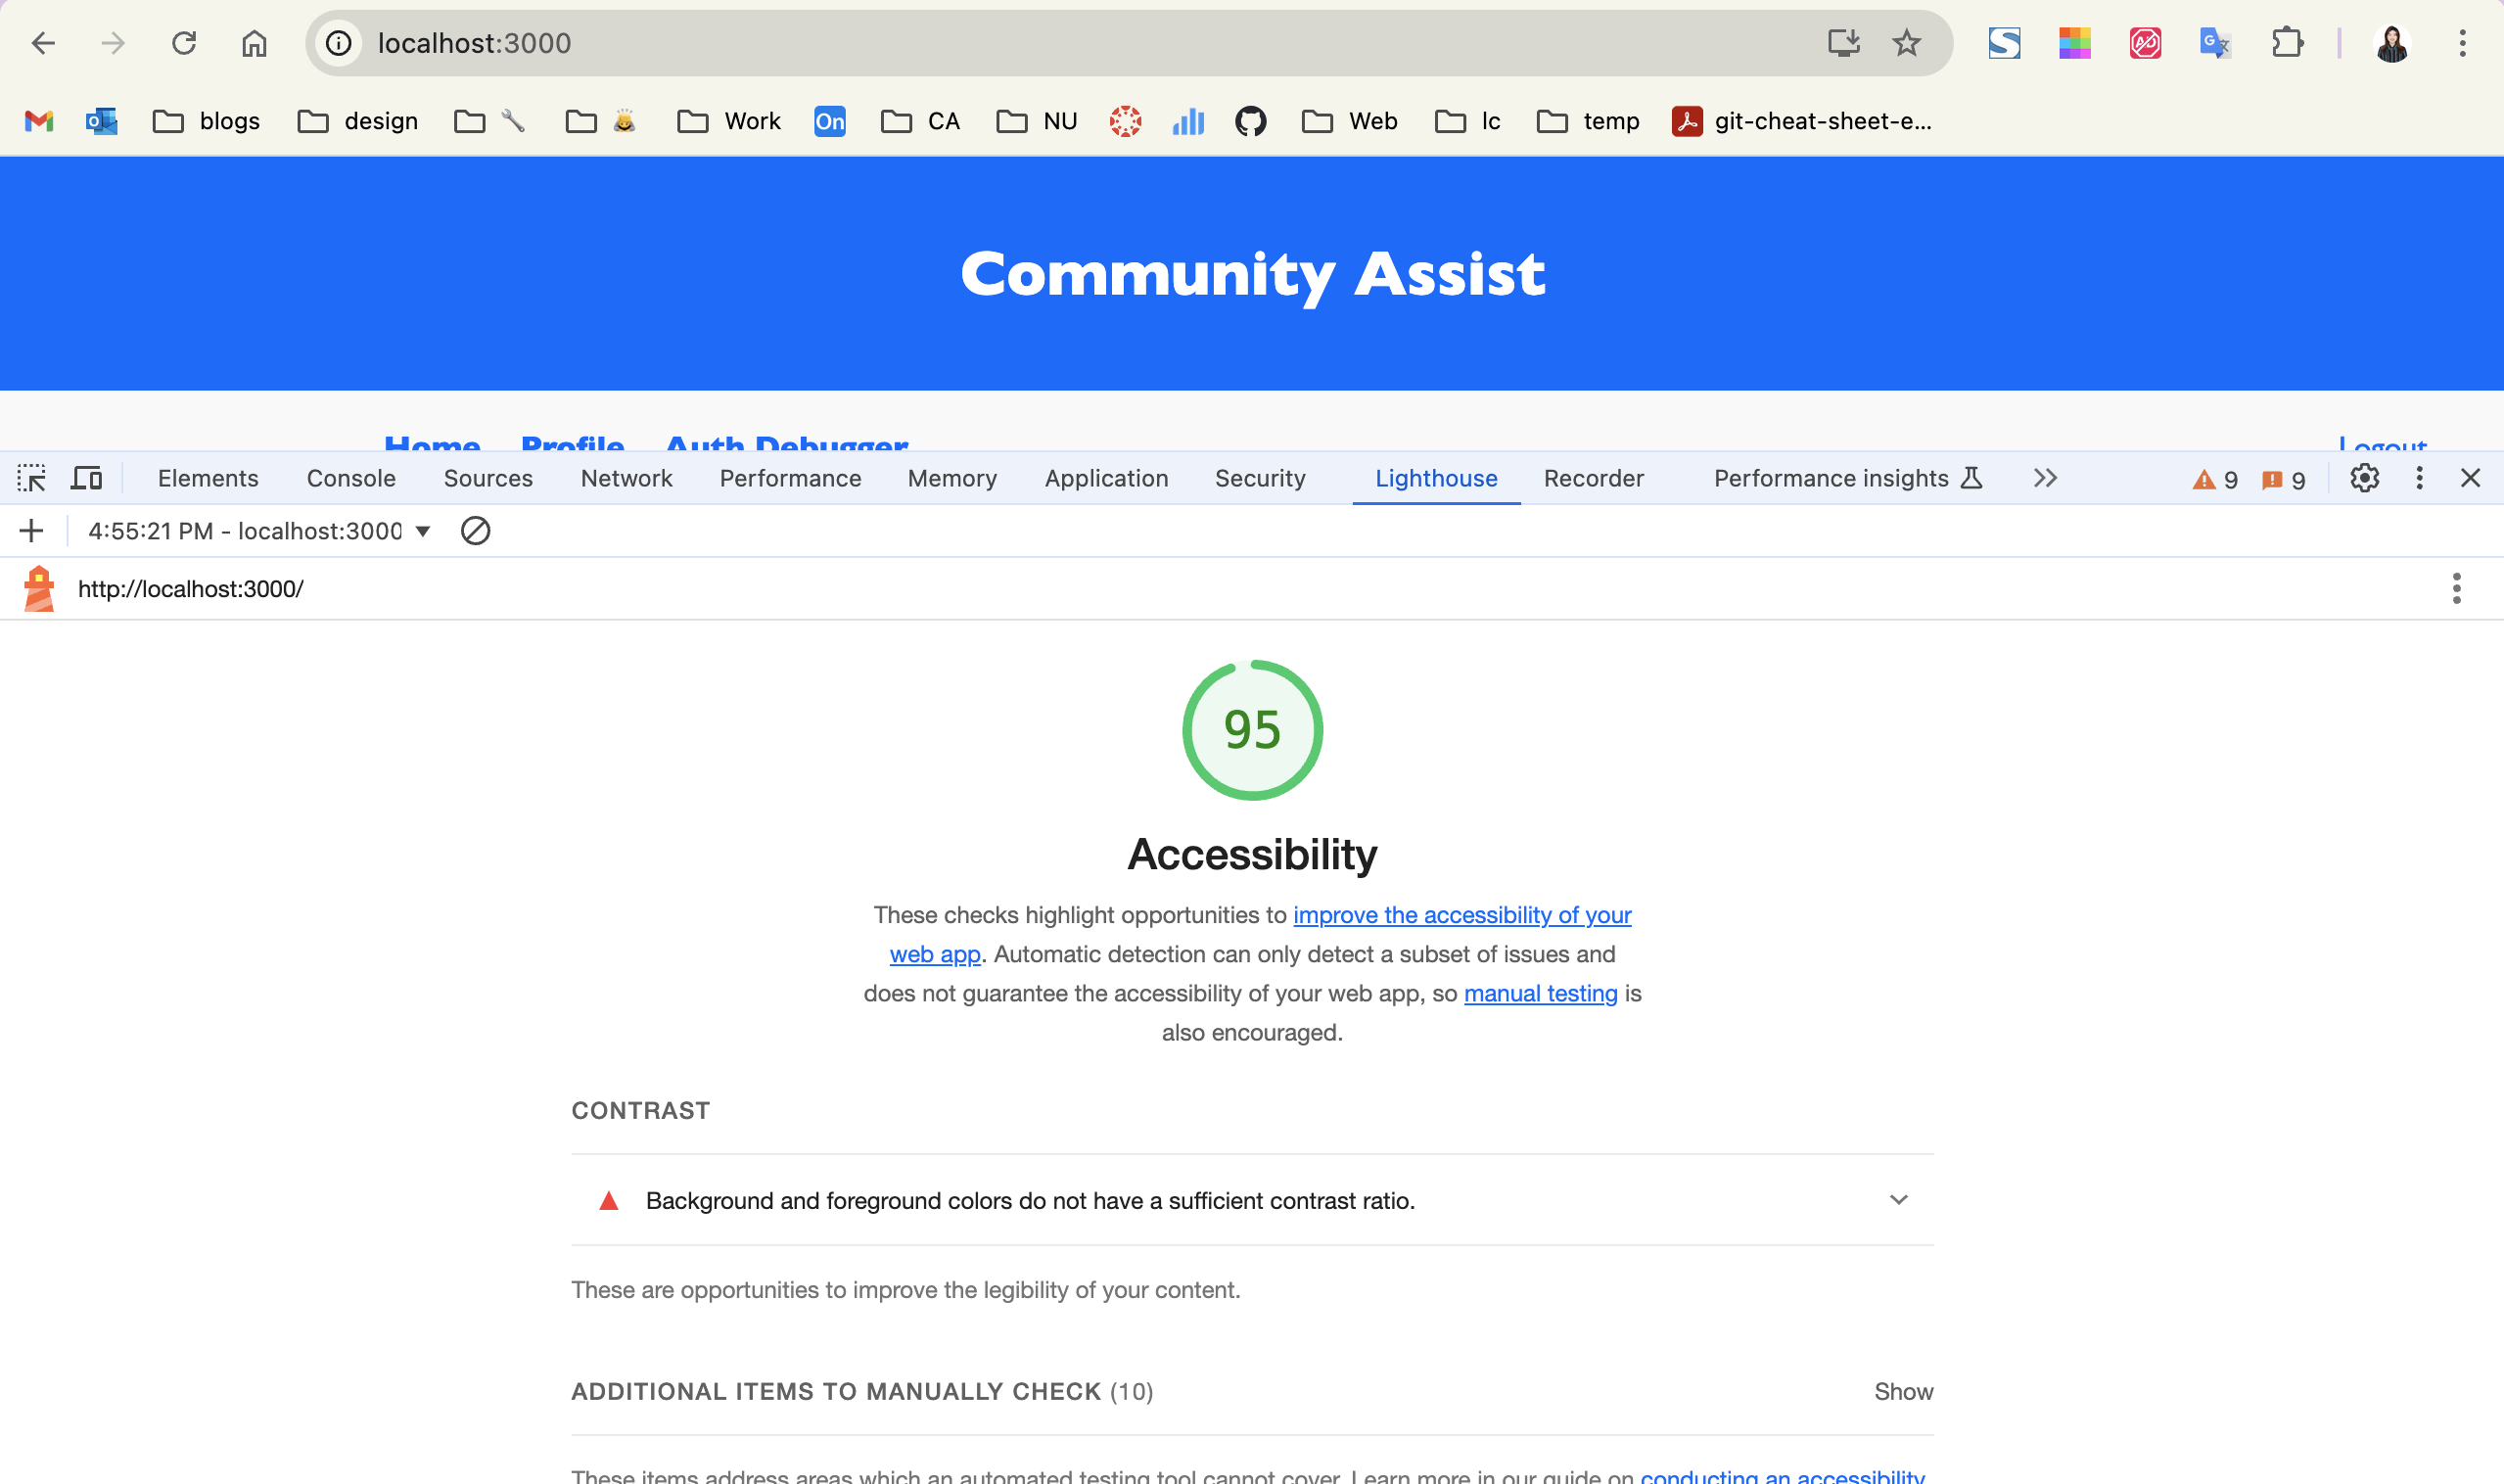 localhost:3000
blogs design Work On CA NU Web lc temp git-cheat-sheet-e...
Community Assist
Home Profile Auth Debugger Logout
Elements Console Sources Network Performance Memory Application Security Lighthouse Recorder Performance insights 9 9
4:55:21 PM - localhost:3000
http://localhost:3000/
95
Accessibility
These checks highlight opportunities to improve the accessibility of your
web app. Automatic detection can only detect a subset of issues and
does not guarantee the accessibility of your web app, so manual testing is
also encouraged.
CONTRAST
Background and foreground colors do not have a sufficient contrast ratio.
These are opportunities to improve the legibility of your content.
ADDITIONAL ITEMS TO MANUALLY CHECK (10) Show
These items address areas which an automated testing tool cannot cover. Learn more in our guide on conducting an accessibility